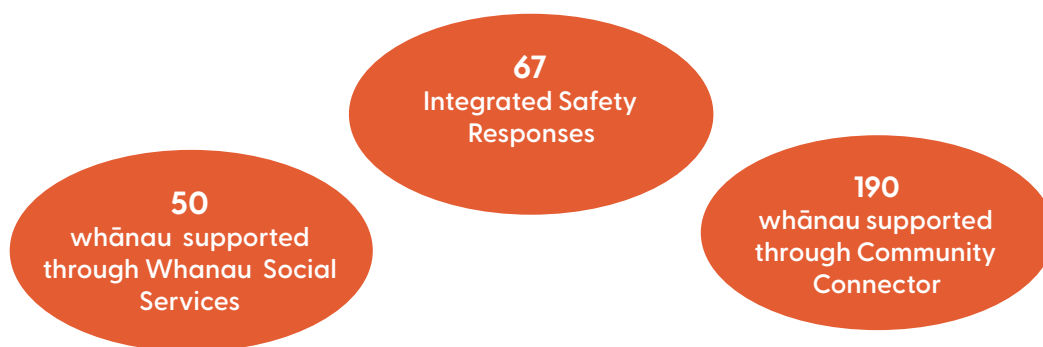 67
Integrated Safety
Responses
50
whānau supported
through Whanau Social
Services
190
whānau supported
through Community
Connector